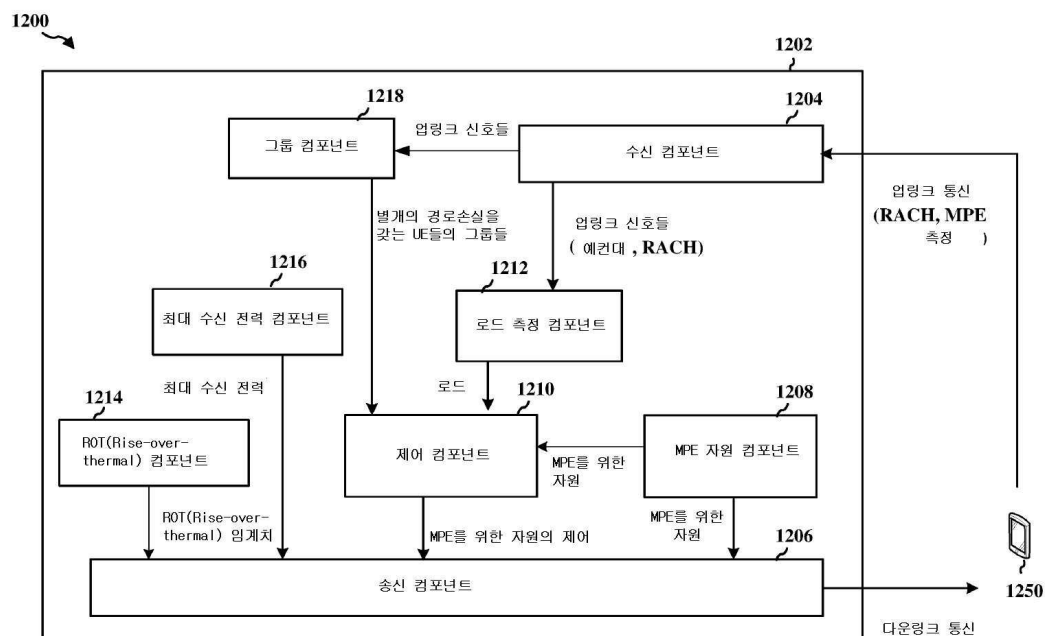 1200
1202
1218
1204
그룹 컴포넌트
업링크 신호들
수신 컴포넌트
별개의 경로손실을
갖는 UE들의 그룹들
업링크 신호들
( 예컨대 , RACH)
업링크 통신
(RACH, MPE
측정 )
1216
1212
최대 수신 전력 컴포넌트
로드 측정 컴포넌트
최대 수신 전력
로드
1214
1210
1208
ROT(Rise-over-
thermal) 컴포넌트
제어 컴포넌트
MPE를 위한
자원
MPE 자원 컴포넌트
ROT(Rise-over-
thermal) 임계치
MPE를 위한 자원의 제어
MPE를 위한
자원
1206
송신 컴포넌트
1250
다운링크 통신